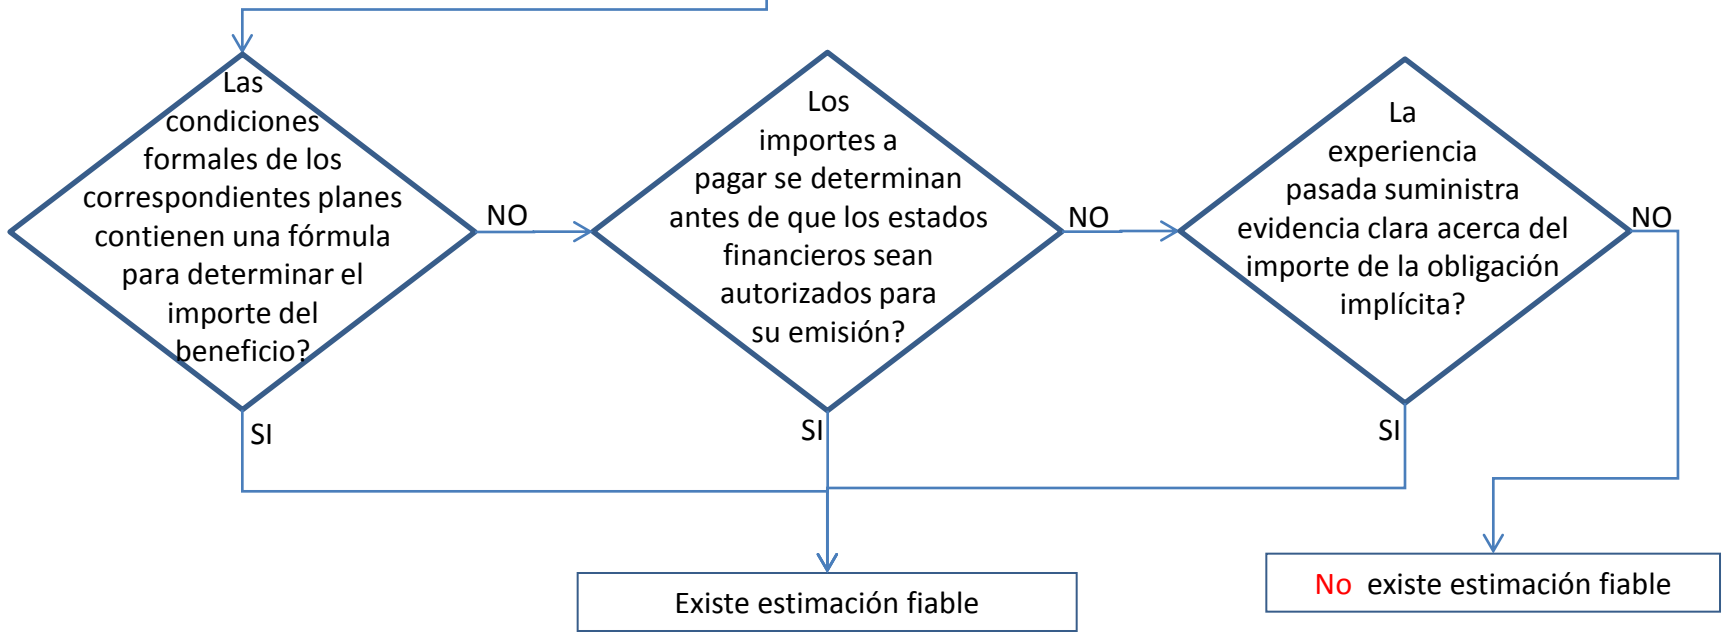 Las
condiciones
formales de los
correspondientes planes
contienen una fórmula
para determinar el
importe del
beneficio?
NO
SI
Los
importes a
pagar se determinan
antes de que los estados
financieros sean
autorizados para
su emisión?
NO
SI
La
experiencia
pasada suministra
evidencia clara acerca del
importe de la obligación
implícita?
NO
SI
Existe estimación fiable
No existe estimación fiable